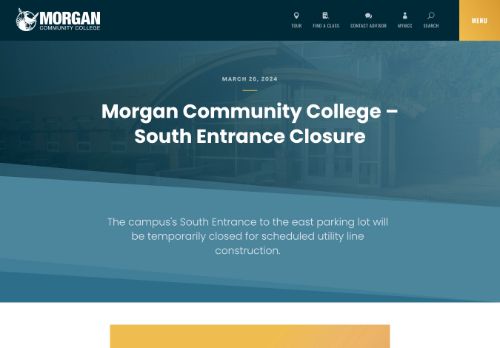 MORGAN
COMMUNITY COLLEGE
TOUR
FIND A CLASS
CONTACT ADVISOR
MYMCC
SEARCH
MENU
MARCH 26, 2024
Morgan Community College –
South Entrance Closure
The campus's South Entrance to the east parking lot will
be temporarily closed for scheduled utility line
construction.